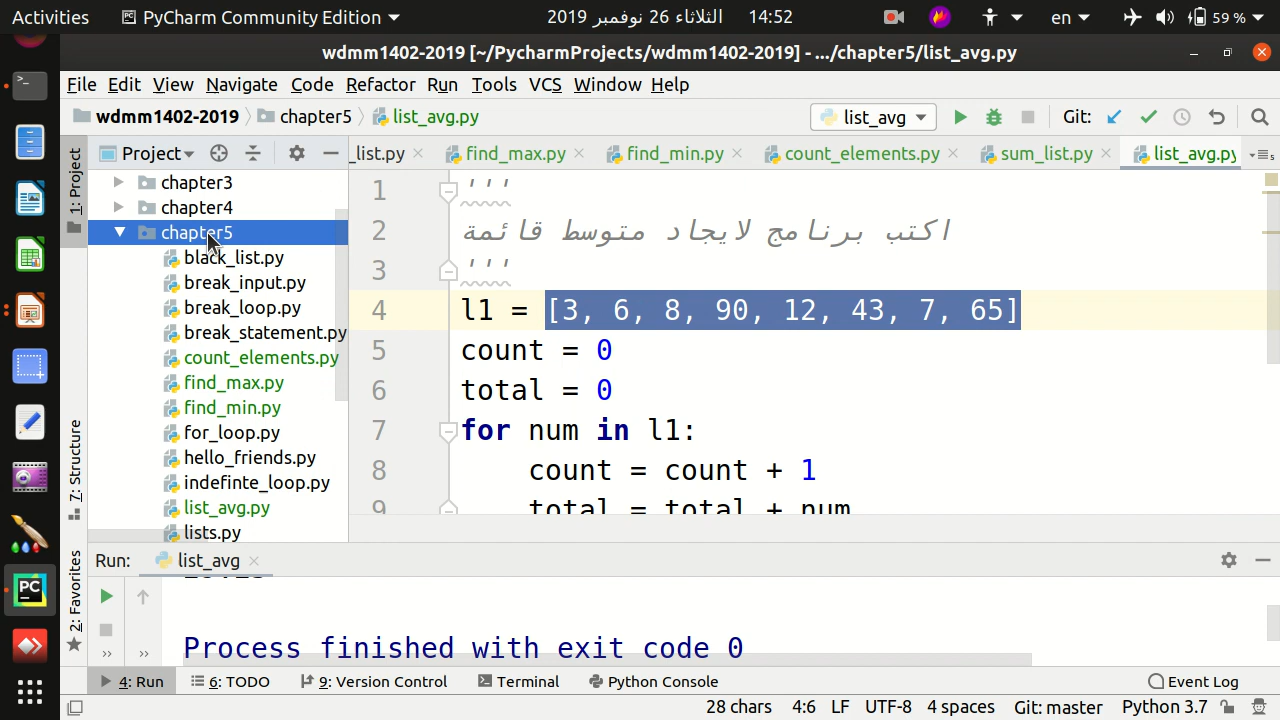 Activities PyCharm Community Edition 2019 نوفمبر 26 الثلاثاء 14:52 en 59 %
wdmm1402-2019 [~/PycharmProjects/wdmm1402-2019] - .../chapter5/list_avg.py
File Edit View Navigate Code Refactor Run Tools VCS Window Help
wdmm1402-2019 chapter5 list_avg.py list_avg Git:
1: Project
Project
_list.py find_max.py find_min.py count_elements.py sum_list.py list_avg.py
chapter3
chapter4
chapter5
black_list.py
break_input.py
break_loop.py
break_statement.py
count_elements.py
find_max.py
find_min.py
for_loop.py
hello_friends.py
indefinte_loop.py
list_avg.py
lists.py
1 '''
2 اكتب برنامج لايجاد متوسط قائمة
3 '''
4 l1 = [3, 6, 8, 90, 12, 43, 7, 65]
5 count = 0
6 total = 0
7 for num in l1:
8 count = count + 1
9 total = total + num
7: Structure
2: Favorites
Run: list_avg
Process finished with exit code 0
4: Run 6: TODO 9: Version Control Terminal Python Console Event Log
28 chars 4:6 LF UTF-8 4 spaces Git: master Python 3.7